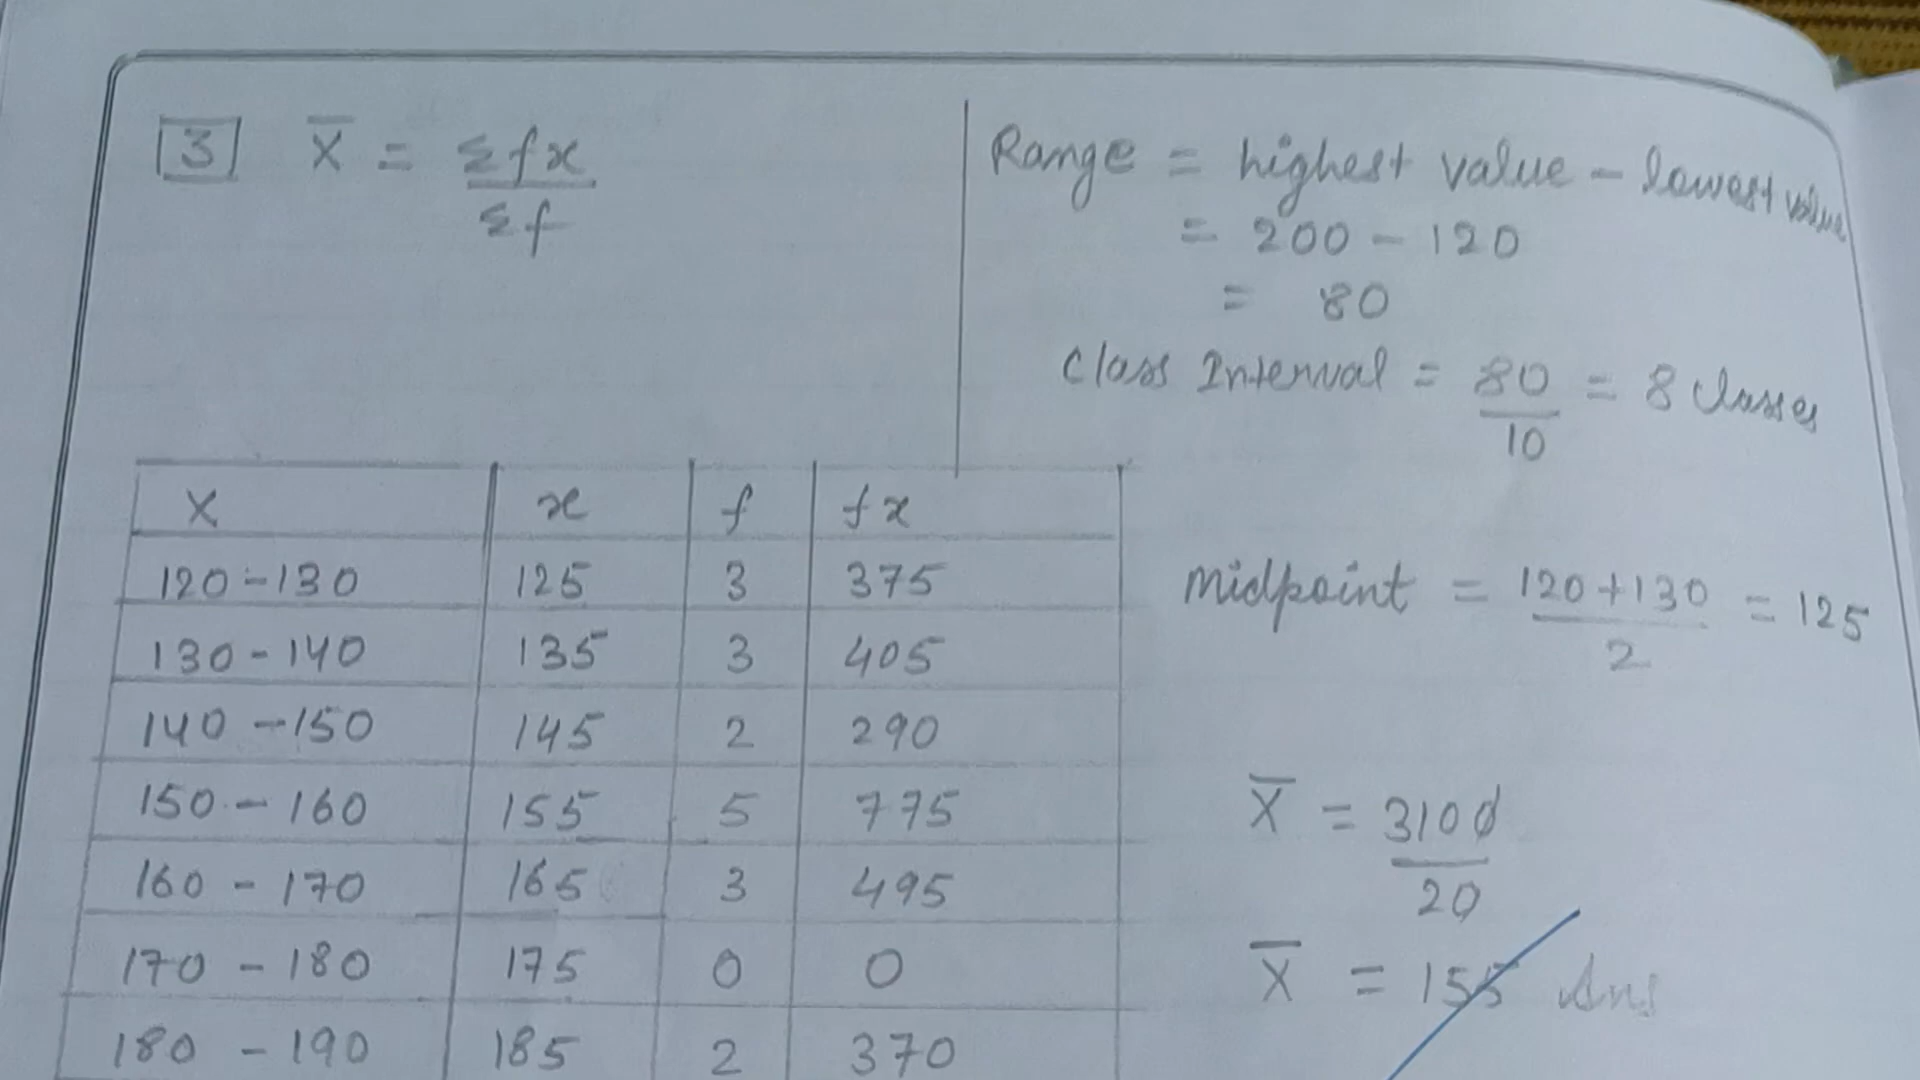 3 X̄ = Σfx
Σf
Range = highest value - lowest value
= 200 - 120
= 80
Class Interval = 80 = 8 Classes
10
X x f fx
120-130 125 3 375
130-140 135 3 405
140-150 145 2 290
150-160 155 5 775
160-170 165 3 495
170-180 175 0 0
180-190 185 2 370
midpoint = 120+130 = 125
2
X̄ = 3100
20
X̄ = 155 Ans